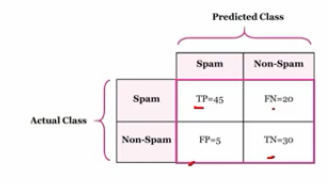 Predicted Class
Spam Non-Spam
Actual Class
Spam TP=45 FN=20
Non-Spam FP=5 TN=30